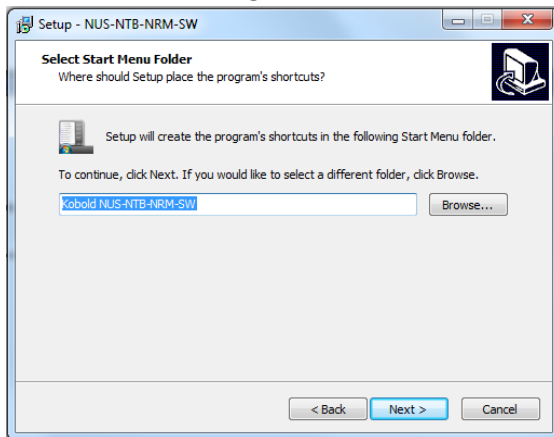 Setup - NUS-NTB-NRM-SW
Select Start Menu Folder
Where should Setup place the program's shortcuts?
Setup will create the program's shortcuts in the following Start Menu folder.
To continue, click Next. If you would like to select a different folder, click Browse.
Kobold NUS-NTB-NRM-SW
Browse...
< Back
Next >
Cancel